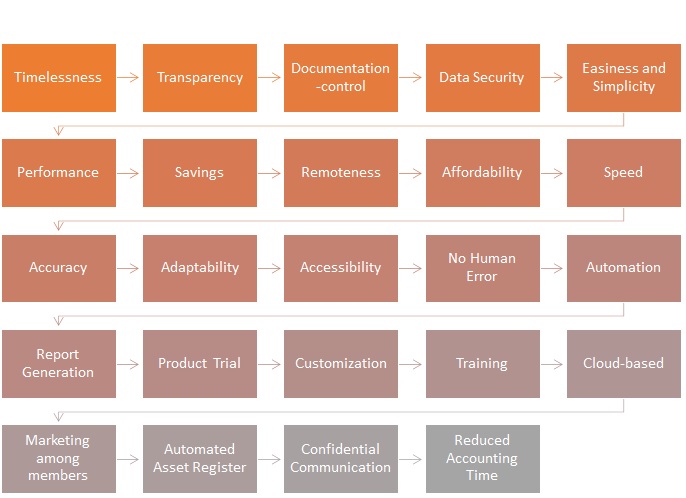 Timelessness
Transparency
Documentation
-control
Data Security
Easiness and
Simplicity
Performance
Savings
Remoteness
Affordability
Speed
Accuracy
Adaptability
Accessibility
No Human
Error
Automation
Report
Generation
Product Trial
Customization
Training
Cloud-based
Marketing
among
members
Automated
Asset Register
Confidential
Communication
Reduced
Accounting
Time